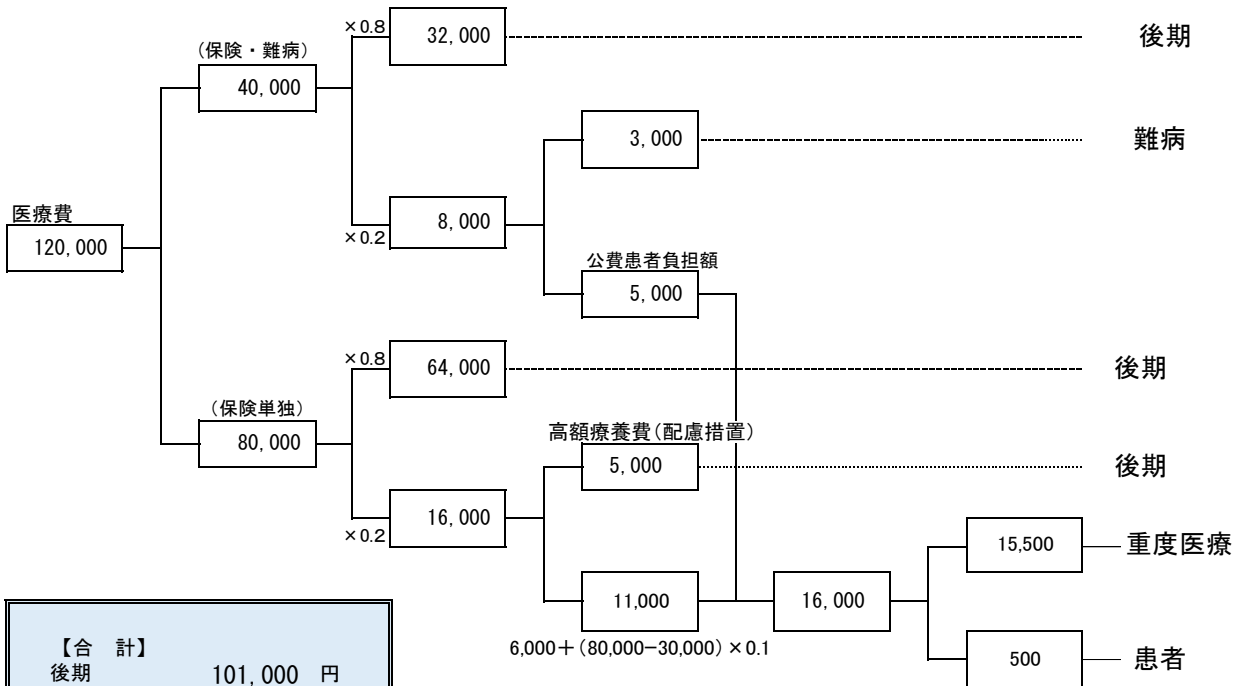 ×0.8
32,000
後期
(保険・難病)
40,000
3,000
難病
×0.2
8,000
医療費
120,000
公費患者負担額
5,000
×0.8
64,000
後期
(保険単独)
80,000
高額療養費(配慮措置)
5,000
後期
×0.2
16,000
15,500
重度医療
11,000
16,000
6,000+(80,000-30,000)×0.1
500
患者
【合 計】
後期 101,000 円